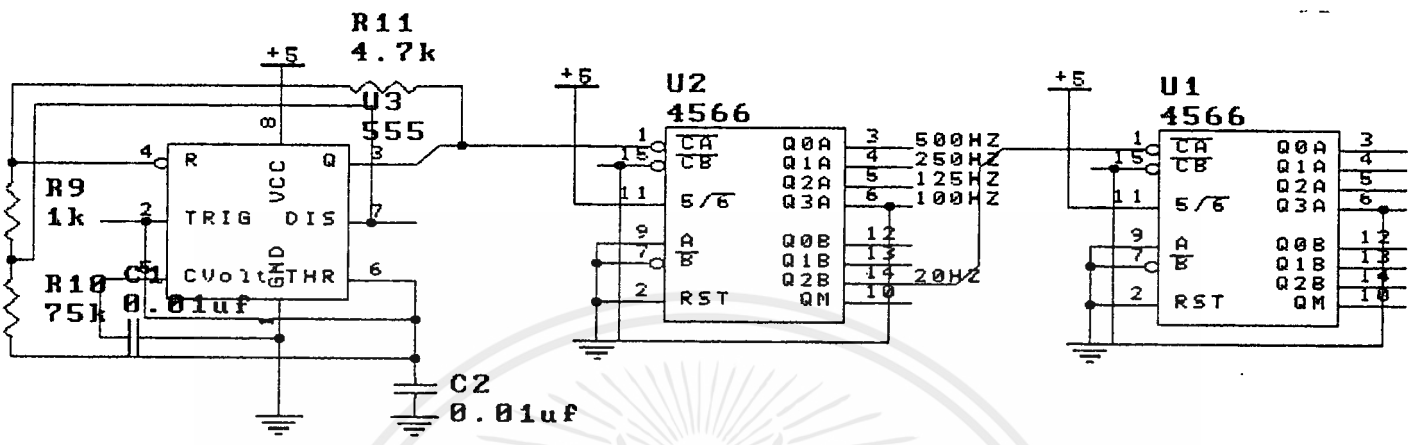 R11
4.7k
+5
U3
555
8
4
R
Q
3
VCC
R9
1k
2
TRIG
DIS
7
GND
5
CVolt
THR
6
R10
75k
C1
0.01uf
1
C2
0.01uf
+5
U2
4566
1
CA
Q0A
3
500HZ
15
CB
Q1A
4
250HZ
Q2A
5
125HZ
11
5/6
Q3A
6
100HZ
9
A
Q0B
12
7
B
Q1B
13
Q2B
14
20HZ
2
RST
QM
10
+5
U1
4566
1
CA
Q0A
3
15
CB
Q1A
4
Q2A
5
11
5/6
Q3A
6
9
A
Q0B
12
7
B
Q1B
13
Q2B
14
2
RST
QM
10